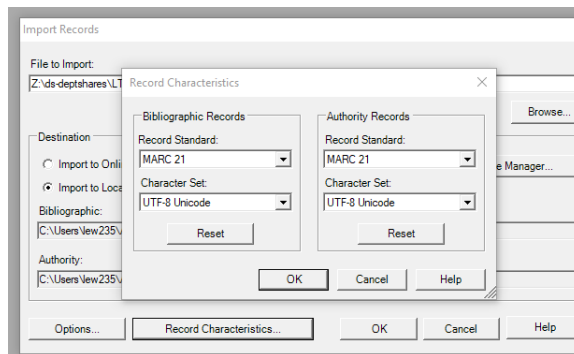 Import Records
File to Import:
Z:\ds-deptshares\LT
Browse...
Destination
Import to Onli
Import to Loca
e Manager...
Bibliographic:
C:\Users\lew235\
Authority:
C:\Users\lew235\
Options...
Record Characteristics...
OK
Cancel
Help
Record Characteristics
Bibliographic Records
Record Standard:
MARC 21
Character Set:
UTF-8 Unicode
Reset
Authority Records
Record Standard:
MARC 21
Character Set:
UTF-8 Unicode
Reset
OK
Cancel
Help